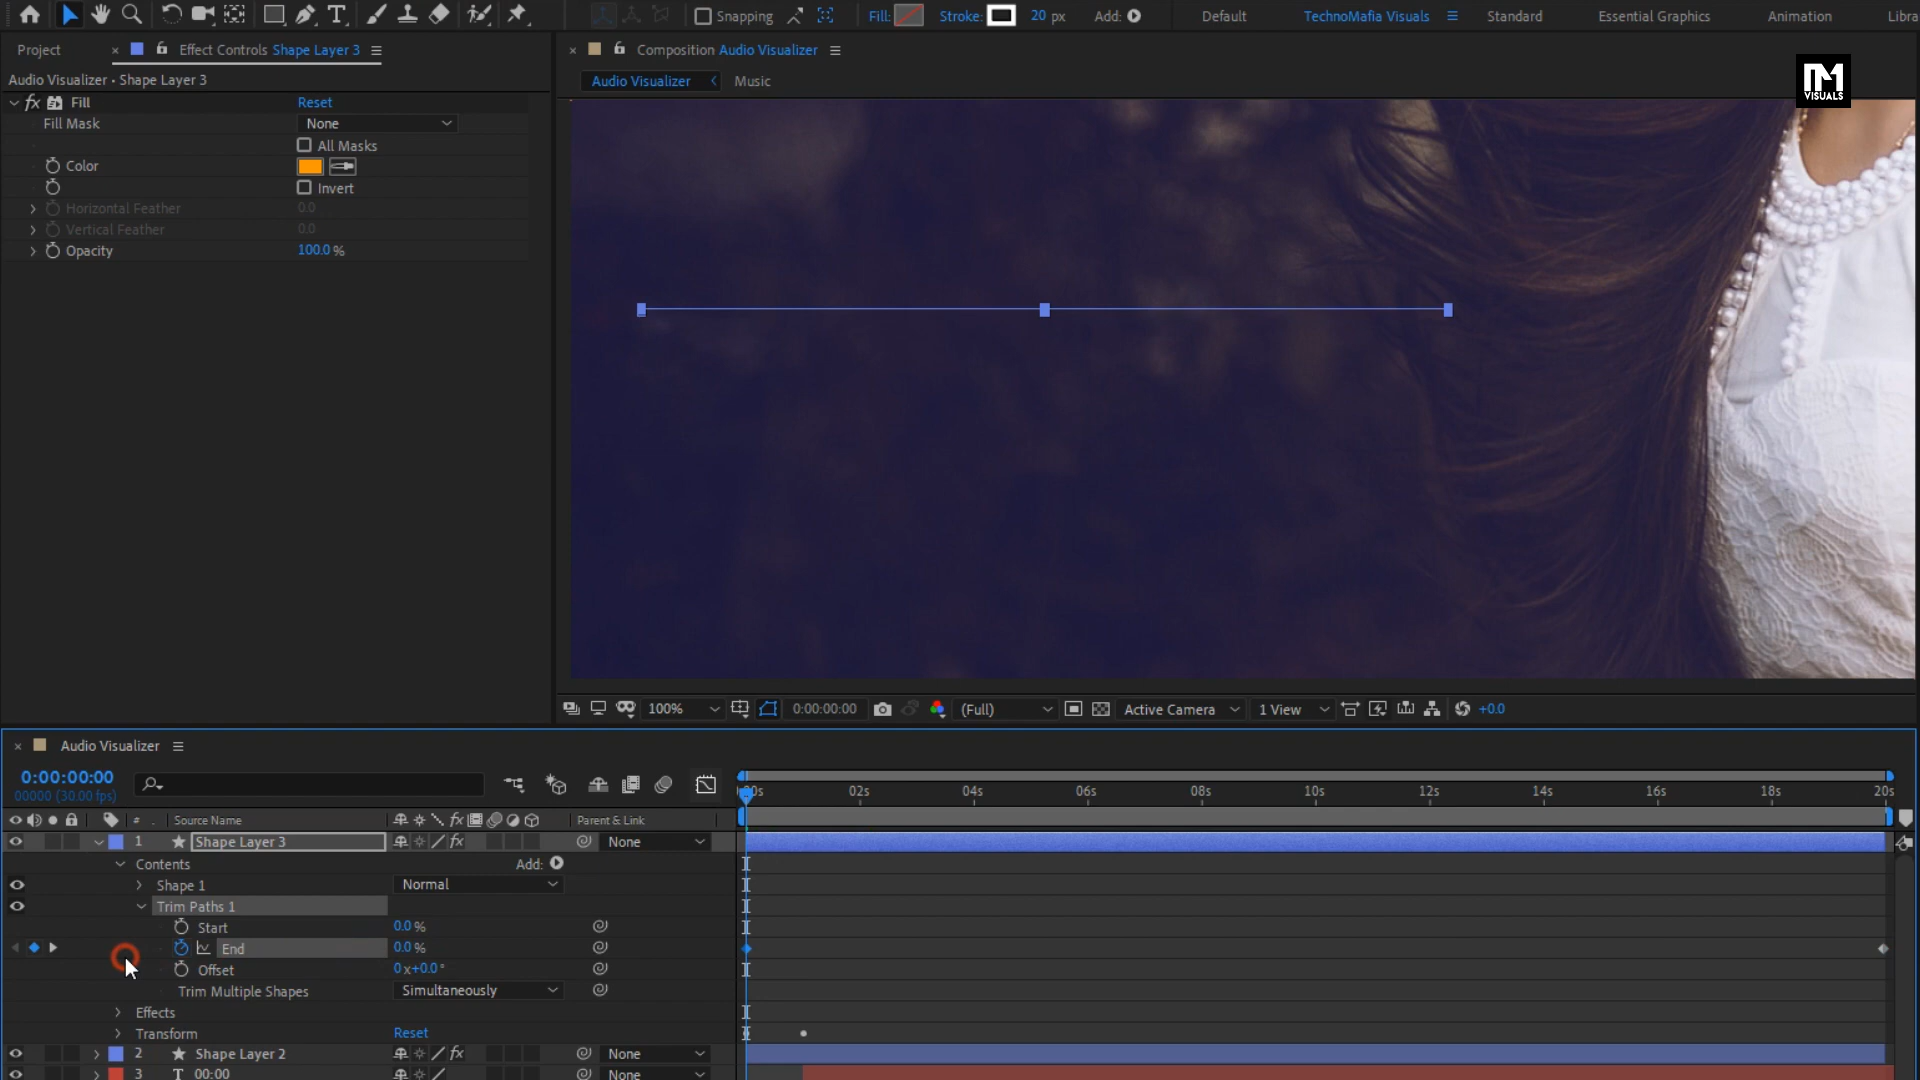 Snapping
Fill:
Stroke:
20 px
Add:
Default
TechnoMafia Visuals
Standard
Essential Graphics
Animation
Libra
Project
Effect Controls Shape Layer 3
Composition Audio Visualizer
Audio Visualizer • Shape Layer 3
Audio Visualizer
Music
VISUALS
fx Fill
Reset
Fill Mask
None
All Masks
Color
Invert
Horizontal Feather
0.0
Vertical Feather
0.0
Opacity
100.0 %
100%
0:00:00:00
(Full)
Active Camera
1 View
+0.0
Audio Visualizer
0:00:00:00
00000 (30.00 fps)
00s 02s 04s 06s 08s 10s 12s 14s 16s 18s 20s
# Source Name
Parent & Link
1 Shape Layer 3
None
Contents
Add:
Shape 1
Normal
Trim Paths 1
Start
0.0 %
End
0.0 %
Offset
0x+0.0°
Trim Multiple Shapes
Simultaneously
Effects
Transform
Reset
2 Shape Layer 2
None
3 T 00:00
None